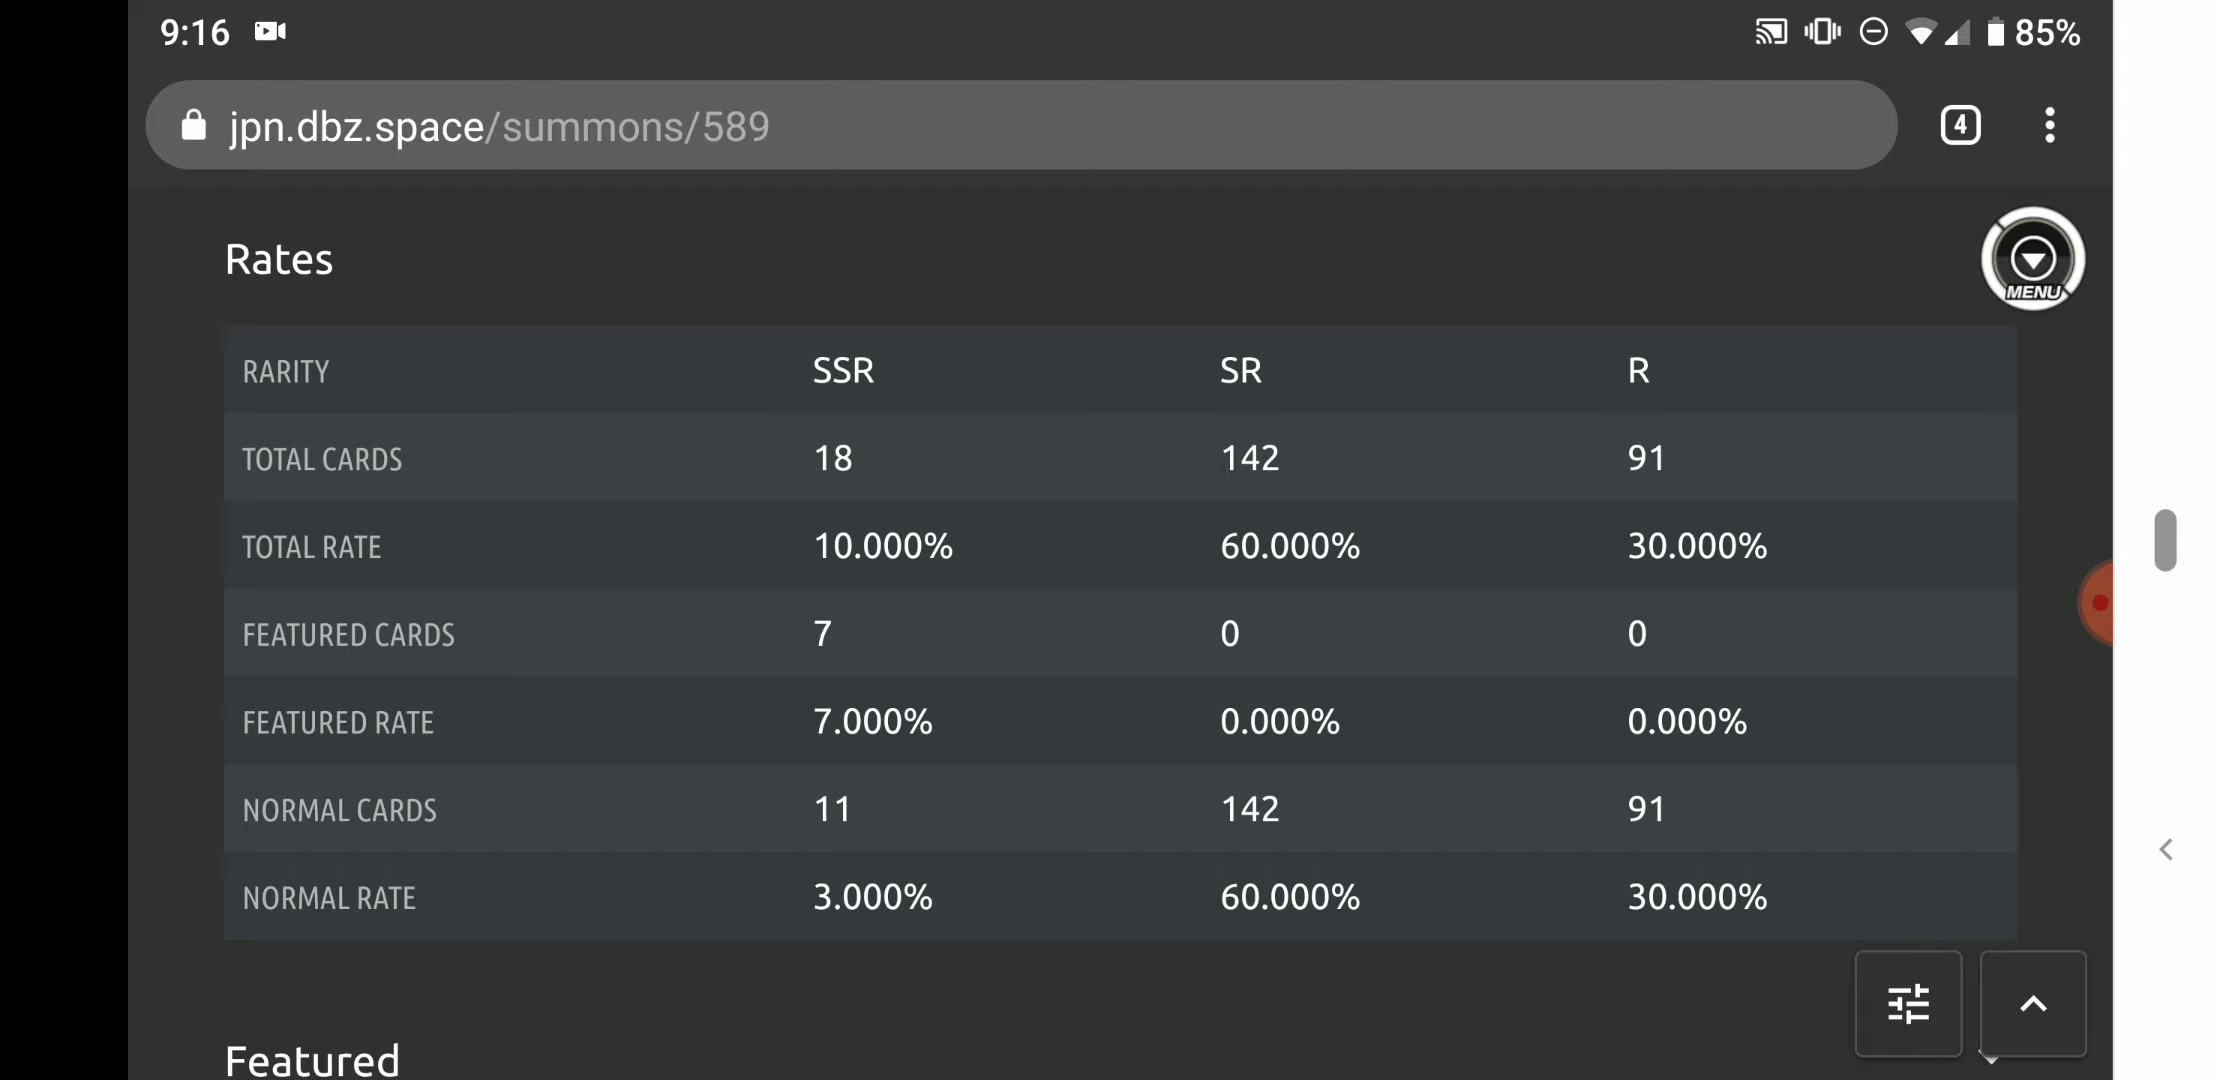 9:16 85%
jpn.dbz.space/summons/589 4
Rates
MENU
RARITY SSR SR R
TOTAL CARDS 18 142 91
TOTAL RATE 10.000% 60.000% 30.000%
FEATURED CARDS 7 0 0
FEATURED RATE 7.000% 0.000% 0.000%
NORMAL CARDS 11 142 91
NORMAL RATE 3.000% 60.000% 30.000%
Featured